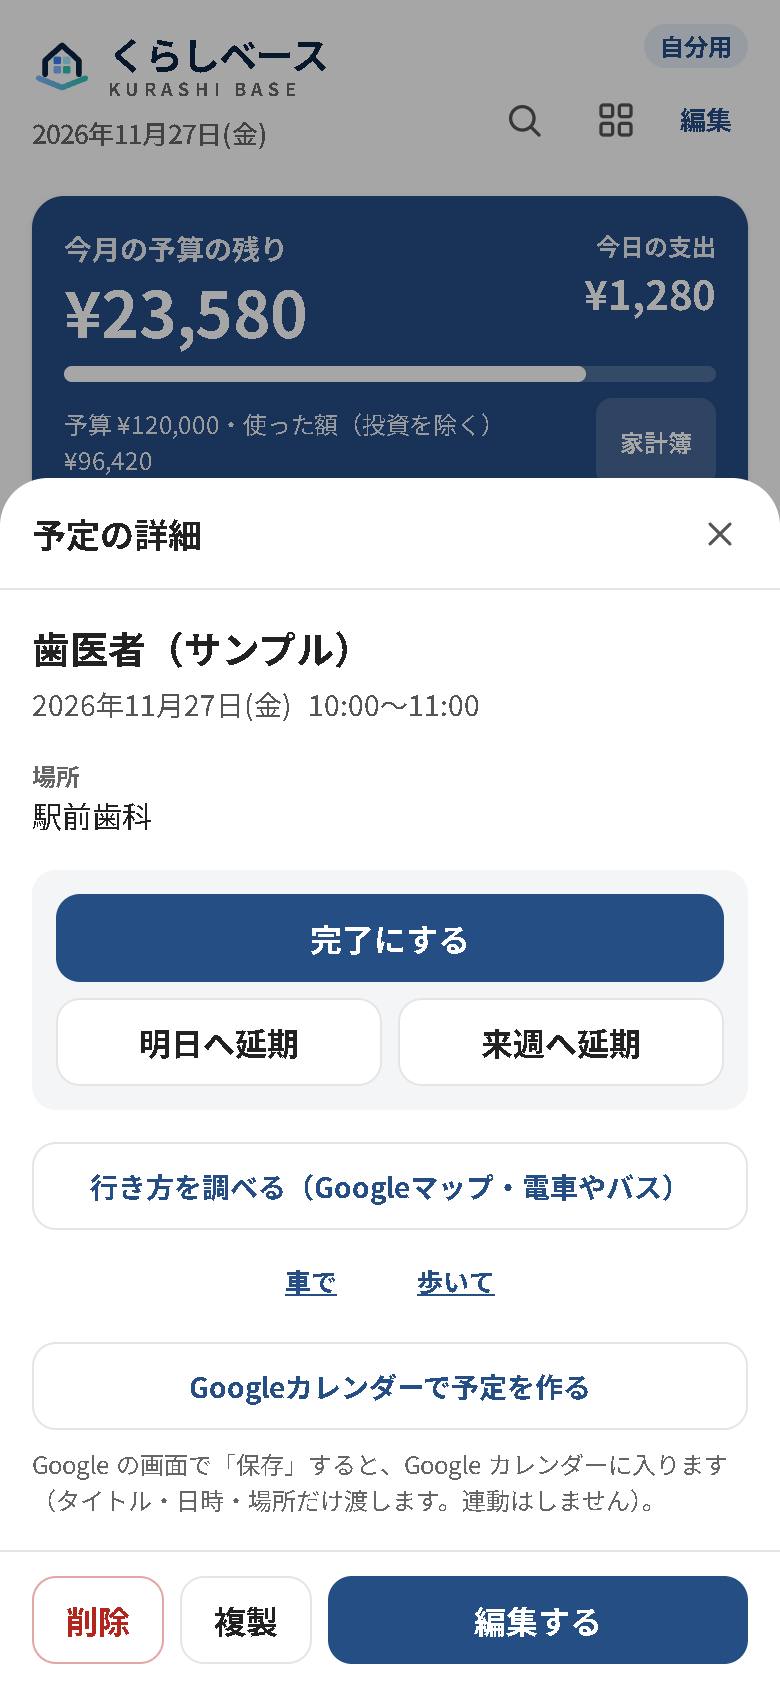 くらしベース
KURASHI BASE
自分用
2026年11月27日(金)
編集
今月の予算の残り
今日の支出
¥23,580
¥1,280
予算 ¥120,000・使った額（投資を除く）
¥96,420
家計簿
予定の詳細
歯医者（サンプル）
2026年11月27日(金) 10:00〜11:00
場所
駅前歯科
完了にする
明日へ延期
来週へ延期
行き方を調べる（Googleマップ・電車やバス）
車で
歩いて
Googleカレンダーで予定を作る
Google の画面で「保存」すると、Google カレンダーに入ります
（タイトル・日時・場所だけ渡します。連動はしません）。
削除
複製
編集する